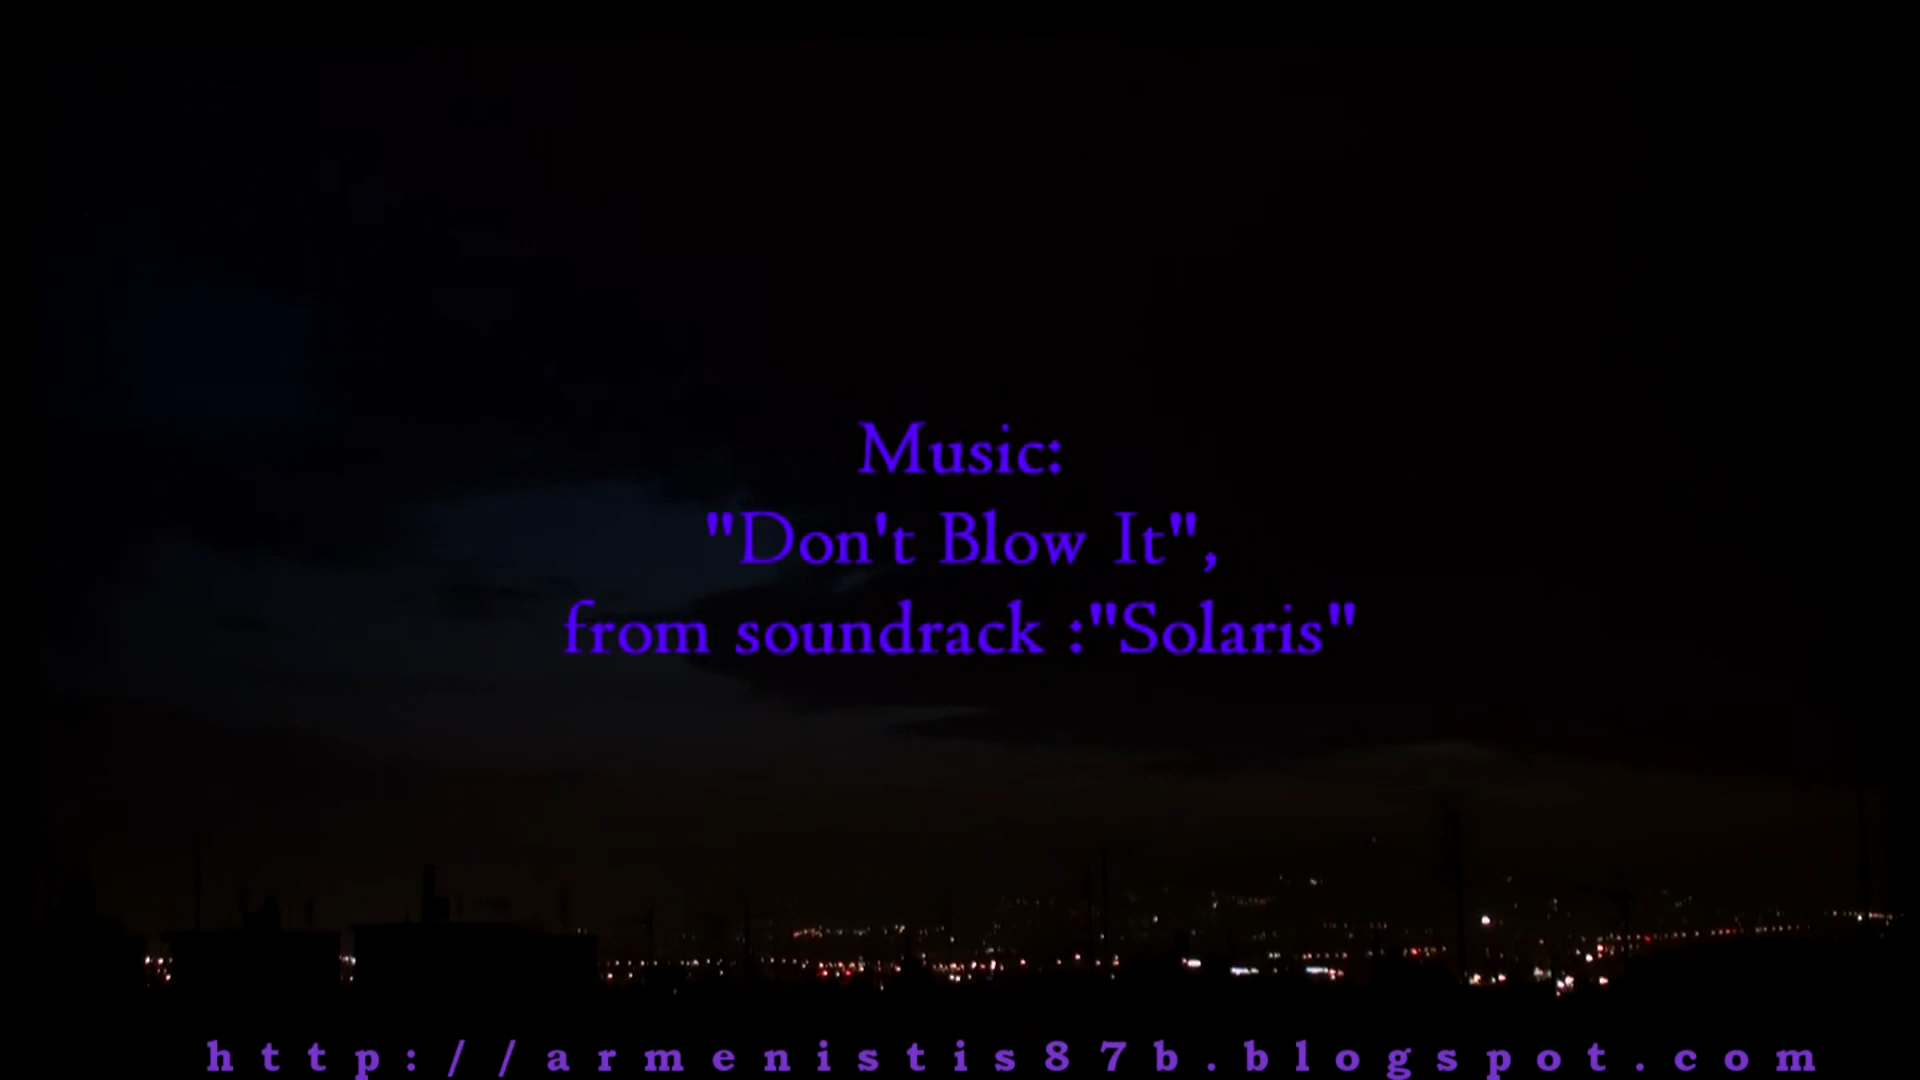 Music:
"Don't Blow It",
from soundrack :"Solaris"
http://armenistis87b.blogspot.com